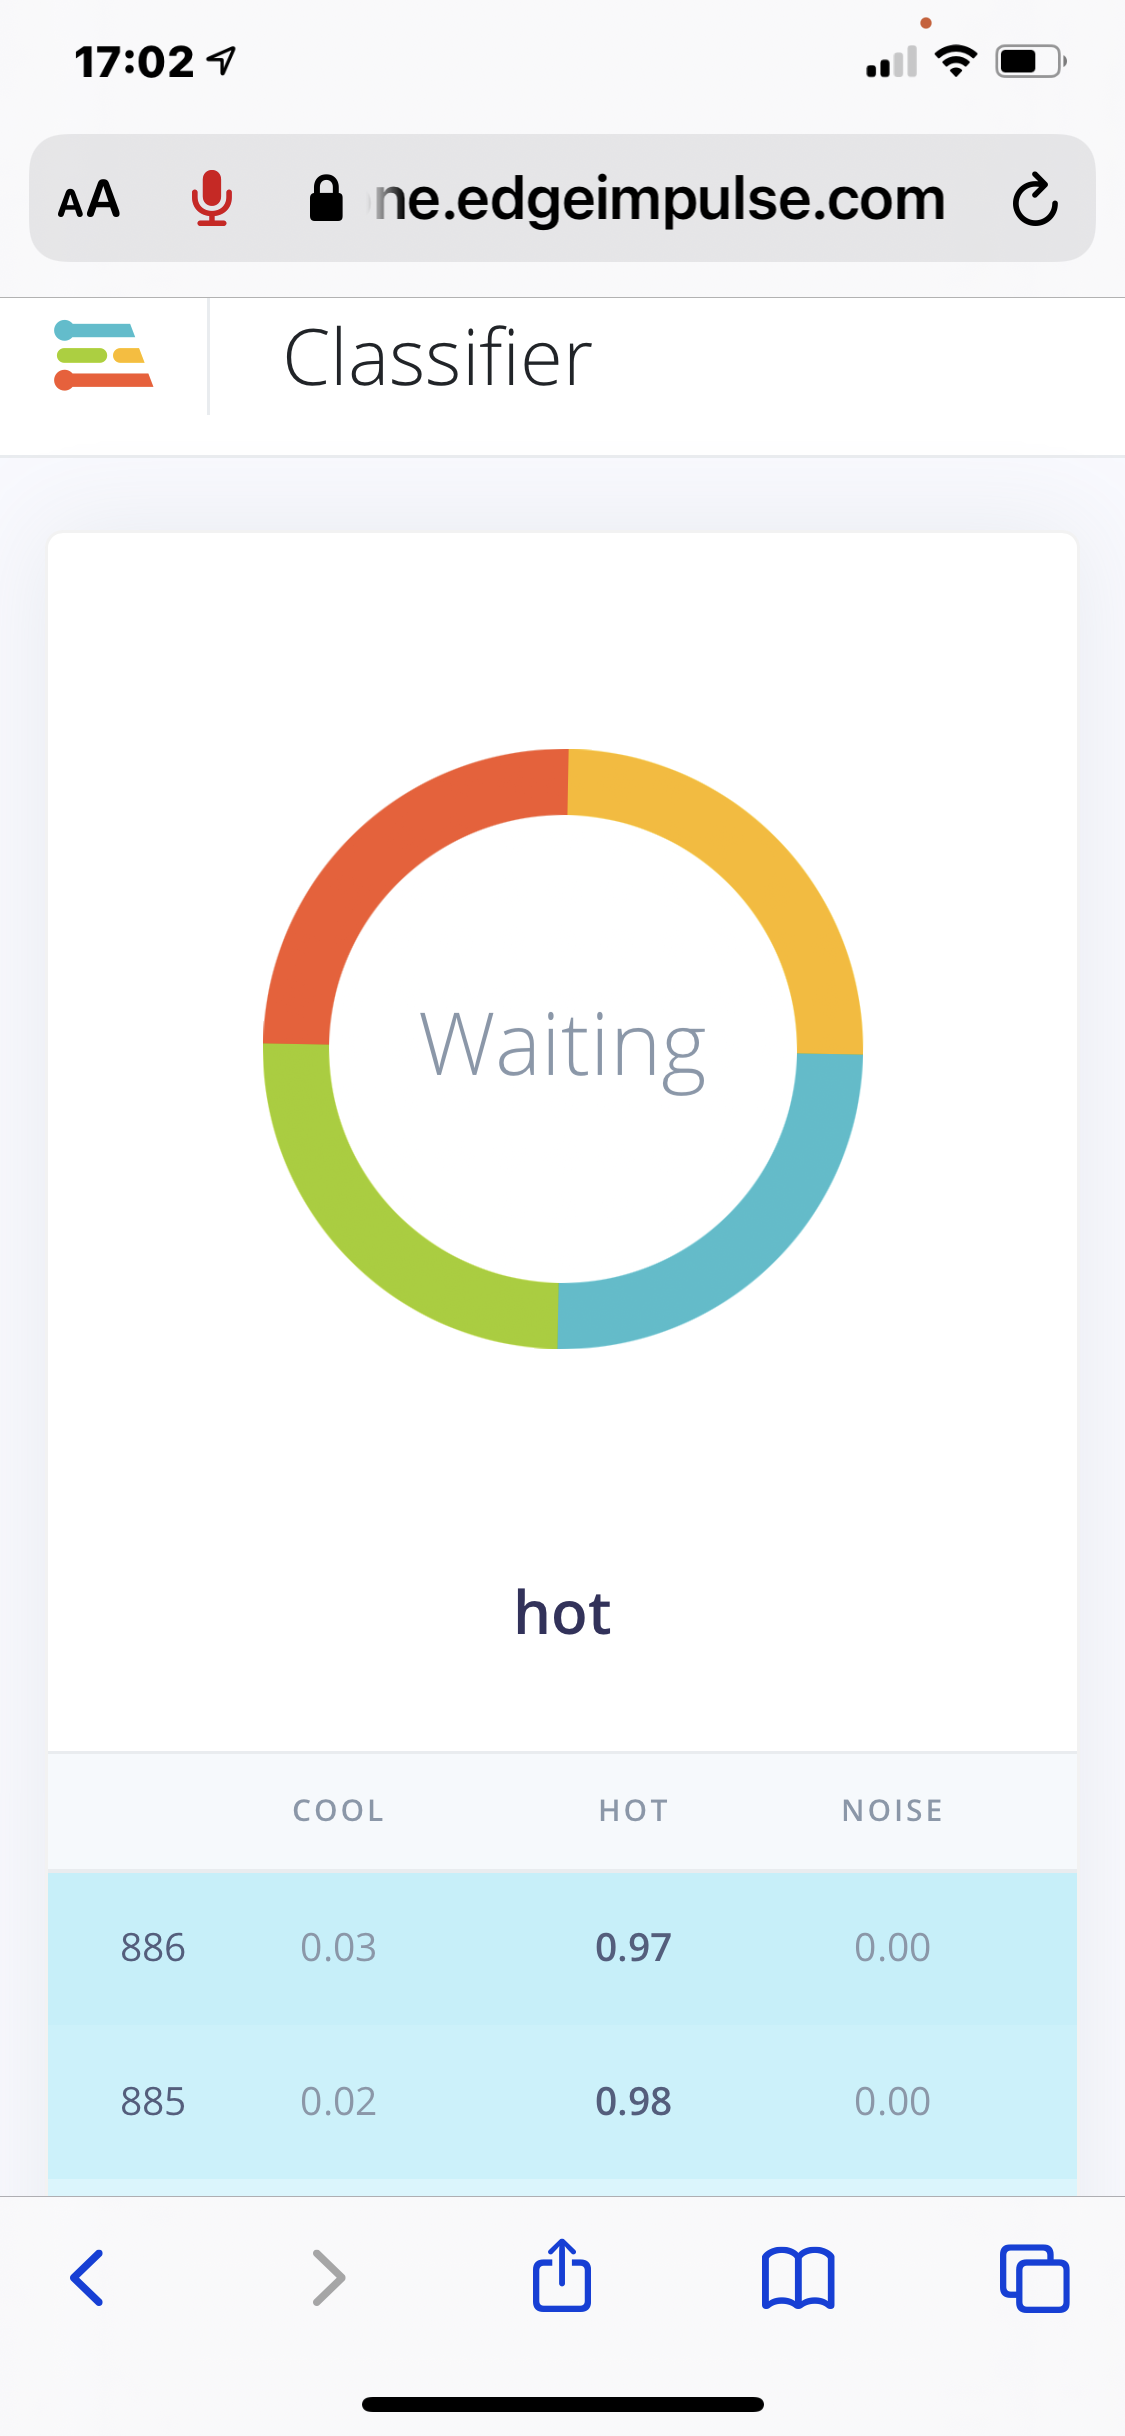 17:02
AA ne.edgeimpulse.com
Classifier
Waiting
hot
COOL HOT NOISE
886 0.03 0.97 0.00
885 0.02 0.98 0.00